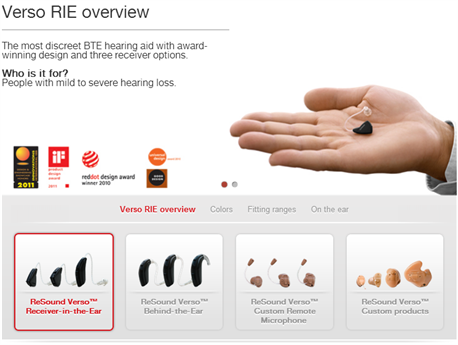 Verso RIE overview
The most discreet BTE hearing aid with award-
winning design and three receiver options.
Who is it for?
People with mild to severe hearing loss.
2011
product
design
award
2011
reddot design award
winner 2010
GOOD
DESIGN
Verso RIE overview Colors Fitting ranges On the ear
ReSound Verso™
Receiver-in-the-Ear
ReSound Verso™
Behind-the-Ear
ReSound Verso™
Custom Remote
Microphone
ReSound Verso™
Custom products